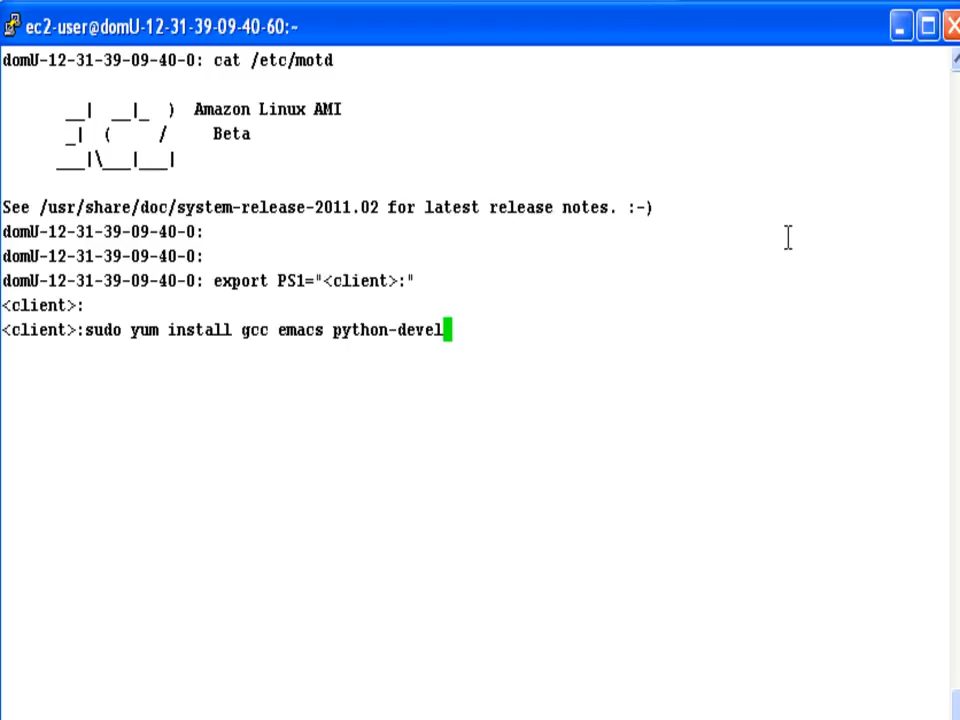 ec2-user@domU-12-31-39-09-40-60:~
domU-12-31-39-09-40-0: cat /etc/motd
__|  __|_  )  Amazon Linux AMI
_|  (     /     Beta
___|\___|___|
See /usr/share/doc/system-release-2011.02 for latest release notes. :-)
domU-12-31-39-09-40-0:
domU-12-31-39-09-40-0:
domU-12-31-39-09-40-0: export PS1="<client>:"
<client>:
<client>:sudo yum install gcc emacs python-devel